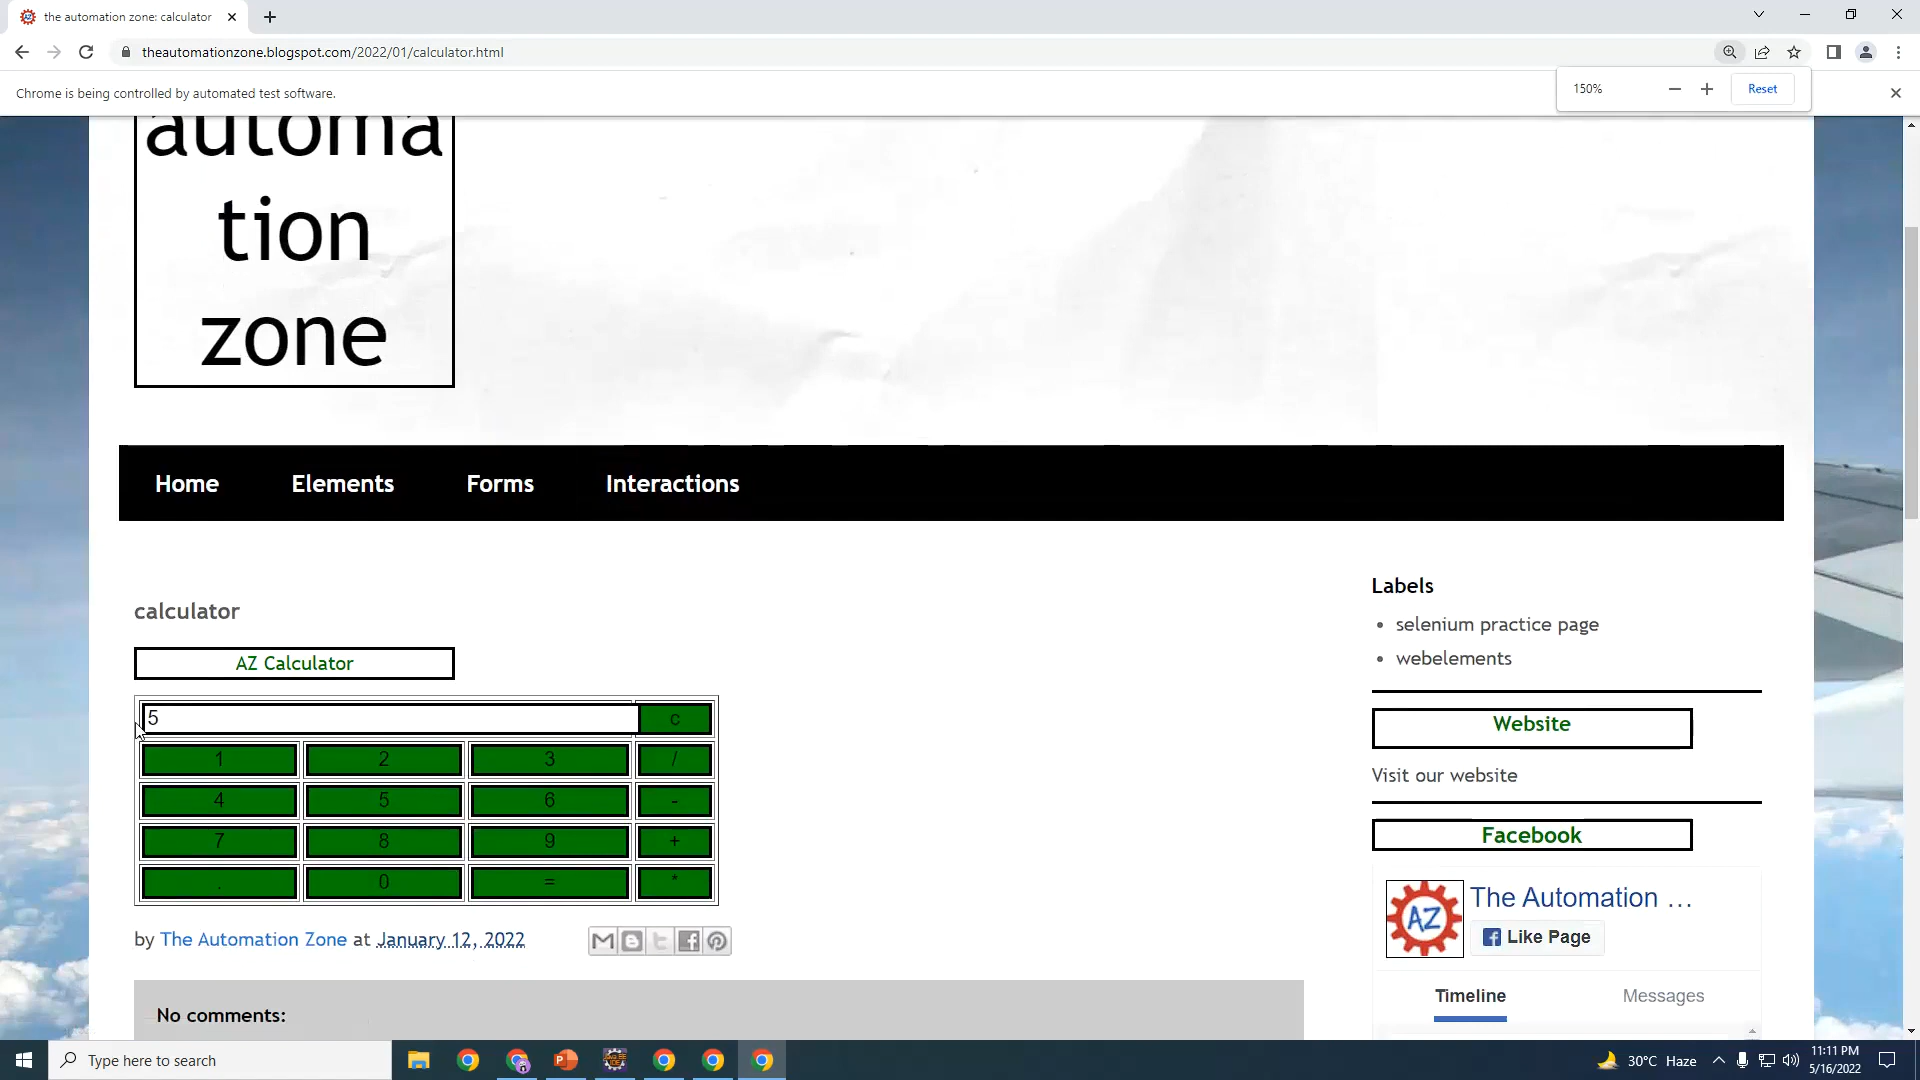 the automation zone: calculator
theautomationzone.blogspot.com/2022/01/calculator.html
Chrome is being controlled by automated test software.
150%
Reset
automa
tion
zone
Home Elements Forms Interactions
calculator
AZ Calculator
5 c
1 2 3 /
4 5 6 -
7 8 9 +
. 0 = *
by The Automation Zone at January 12, 2022
No comments:
Labels
selenium practice page
webelements
Website
Visit our website
Facebook
AZ
The Automation ...
Like Page
Timeline Messages
Type here to search
30°C Haze
11:11 PM
5/16/2022